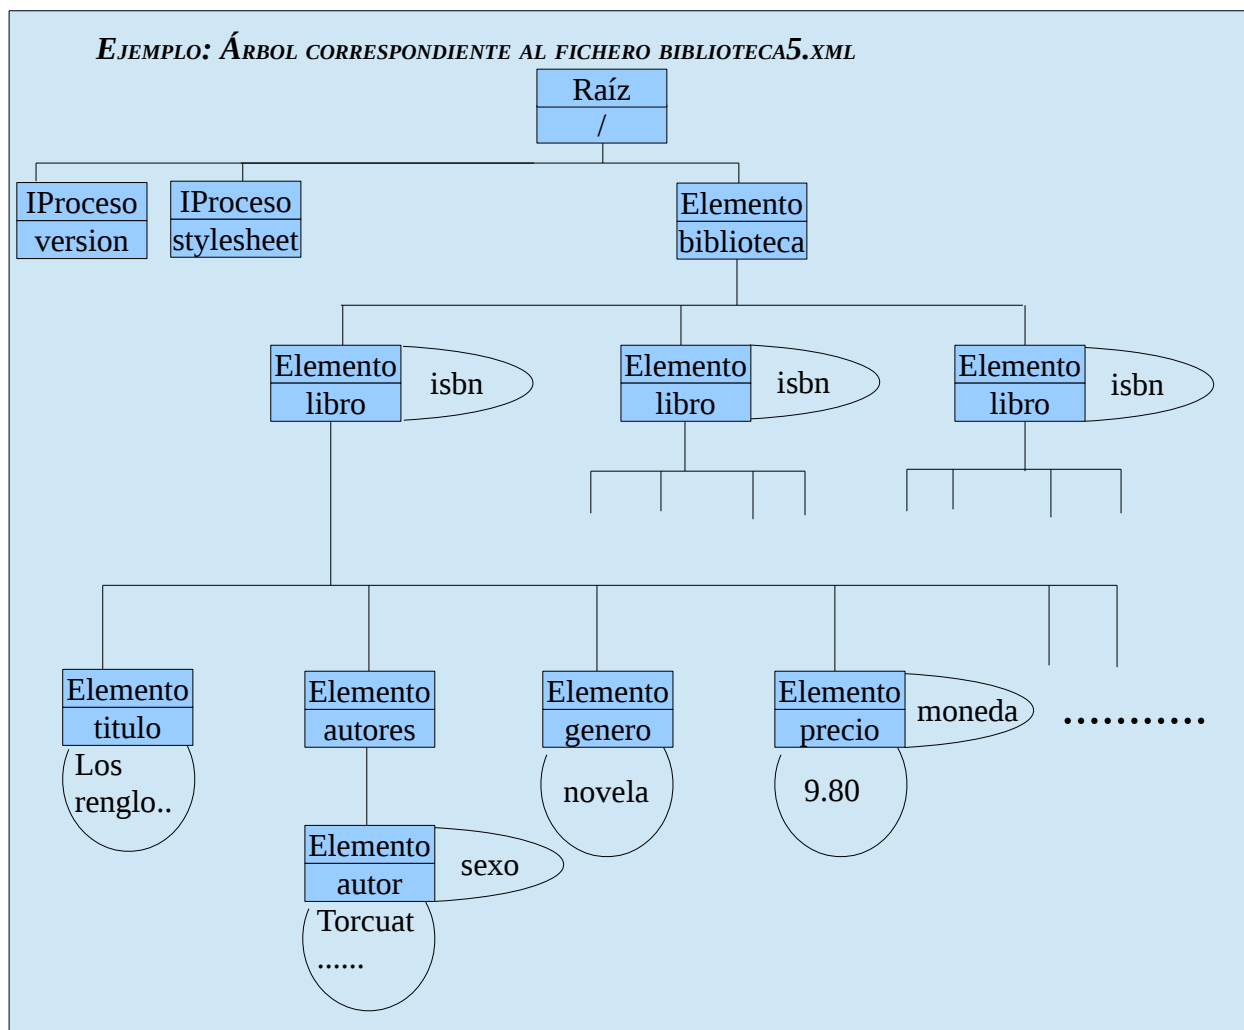 Ejemplo: Árbol correspondiente al fichero biblioteca5.xml
Raíz
/
IProceso
version
IProceso
stylesheet
Elemento
biblioteca
Elemento
libro
isbn
Elemento
libro
isbn
Elemento
libro
isbn
Elemento
titulo
Los
renglo..
Elemento
autores
Elemento
genero
novela
Elemento
precio
moneda
9.80
...........
Elemento
autor
sexo
Torcuat
......